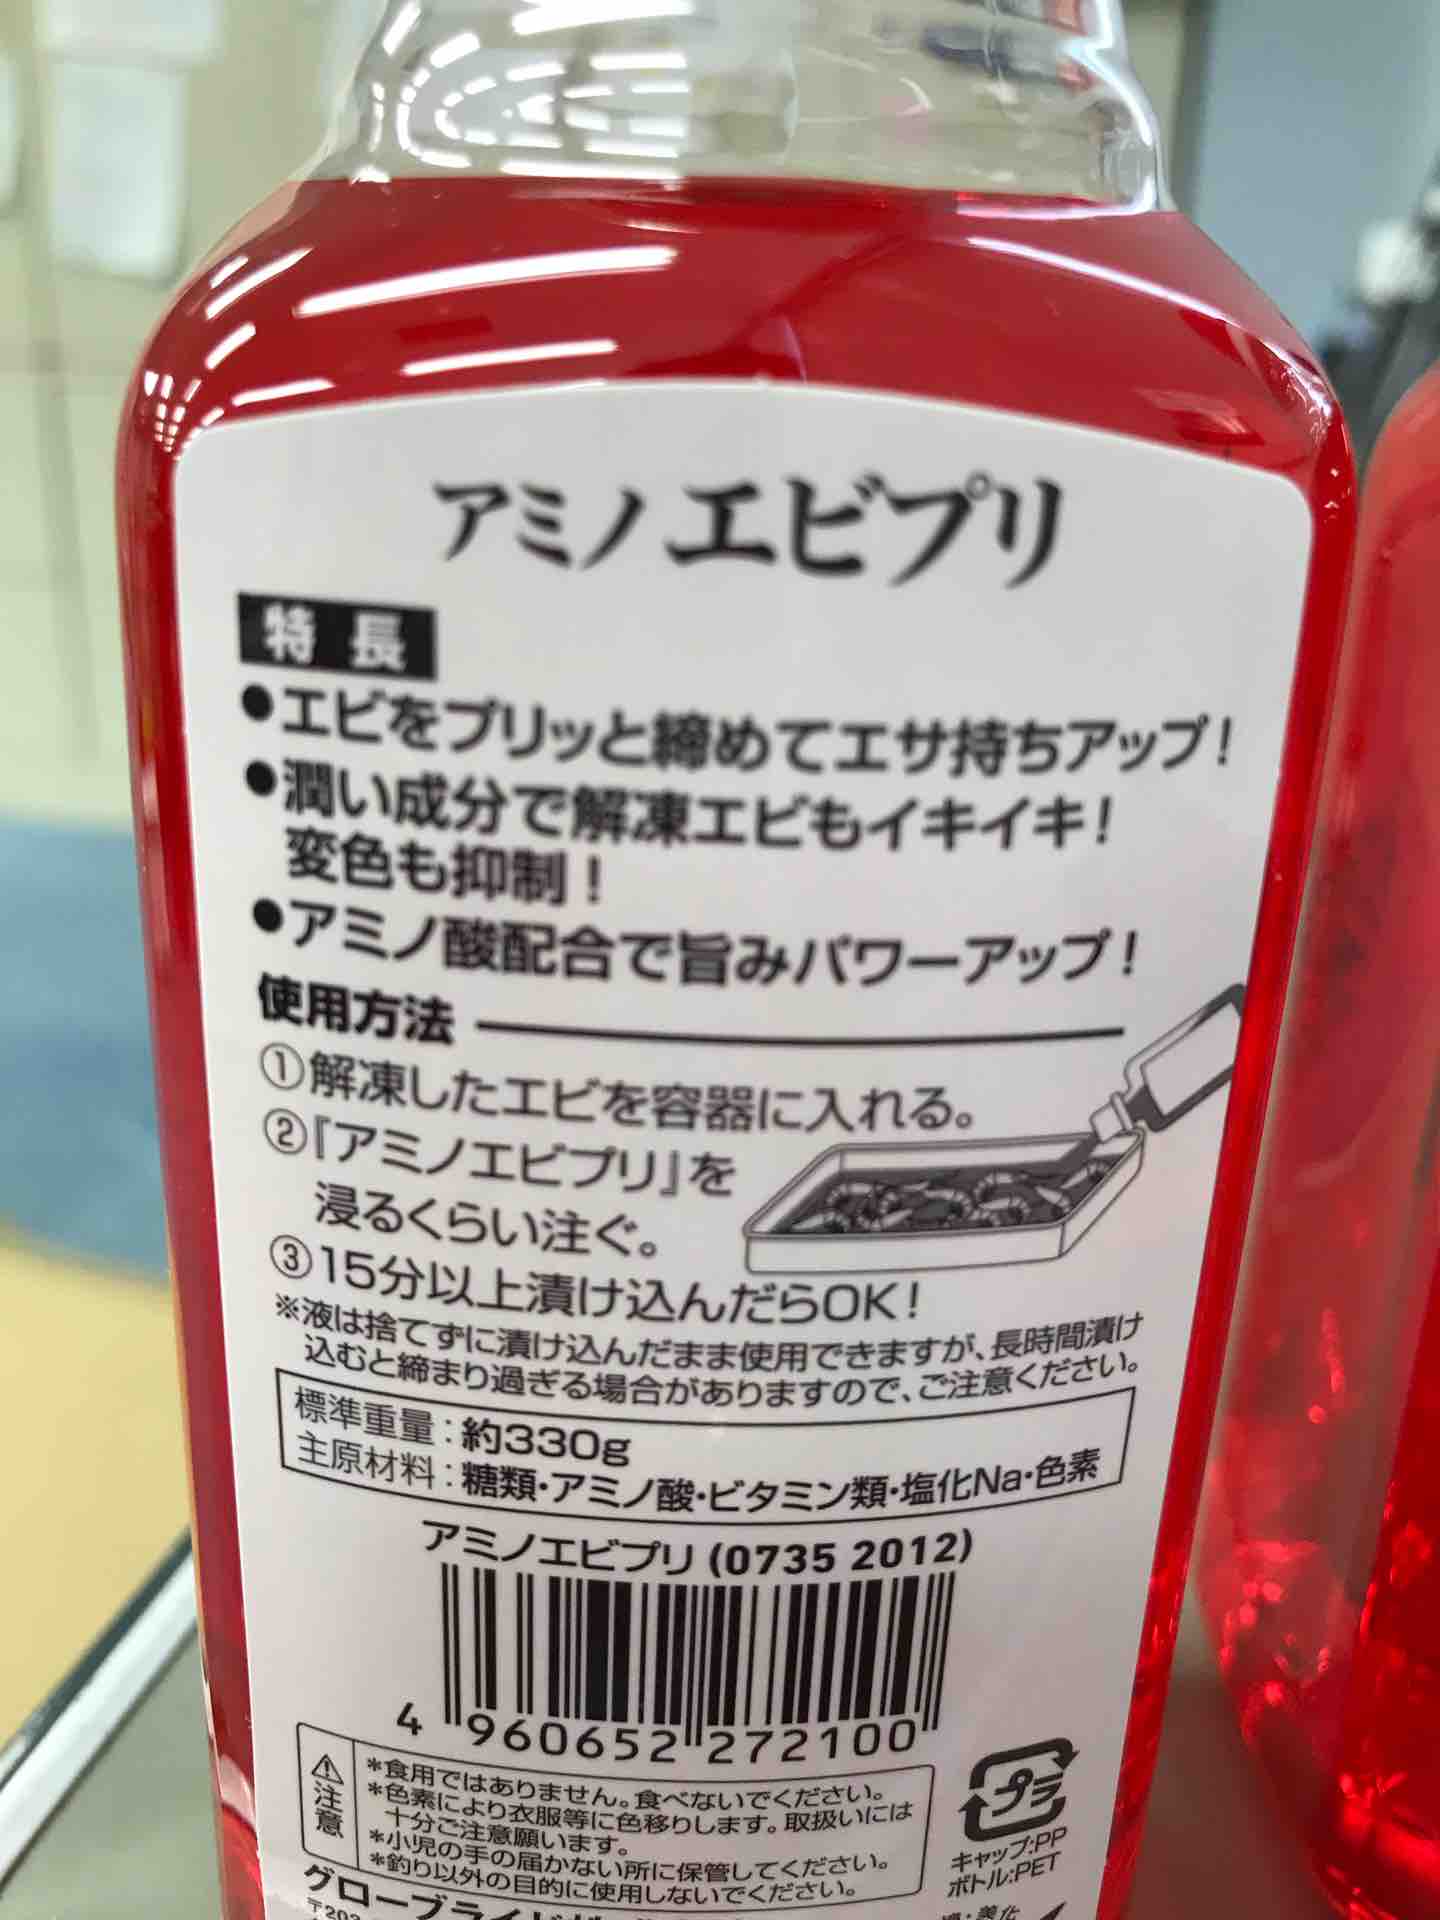 アミノエビプリ
特長
●エビをプリッと締めてエサ持ちアップ!
●潤い成分で解凍エビもイキイキ!
変色も抑制!
●アミノ酸配合で旨みパワーアップ!
使用方法
①解凍したエビを容器に入れる。
②『アミノエビプリ』を
浸るくらい注ぐ。
③15分以上漬け込んだらOK!
※液は捨てずに漬け込んだまま使用できますが、長時間漬け
込むと締まり過ぎる場合がありますので、ご注意ください。
標準重量:約330g
主原材料:糖類・アミノ酸・ビタミン類・塩化Na・色素
アミノエビプリ(0735 2012)
4 960652 272100
注意
*食用ではありません。食べないでください。
*色素により衣服等に色移りします。取扱いには
十分ご注意願います。
*小児の手の届かない所に保管してください。
*釣り以外の目的に使用しないでください。
プラ
キャップ:PP
ボトル:PET
グローブライド
〒203